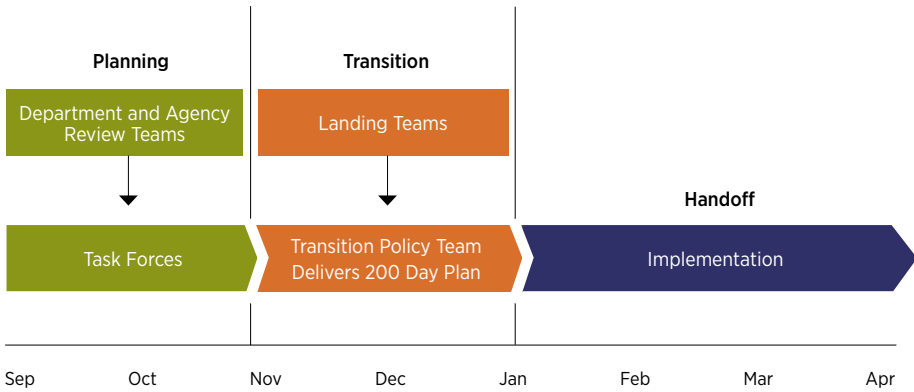 Planning
Transition
Department and Agency
Review Teams
Landing Teams
Handoff
Task Forces
Transition Policy Team
Delivers 200 Day Plan
Implementation
Sep
Oct
Nov
Dec
Jan
Feb
Mar
Apr